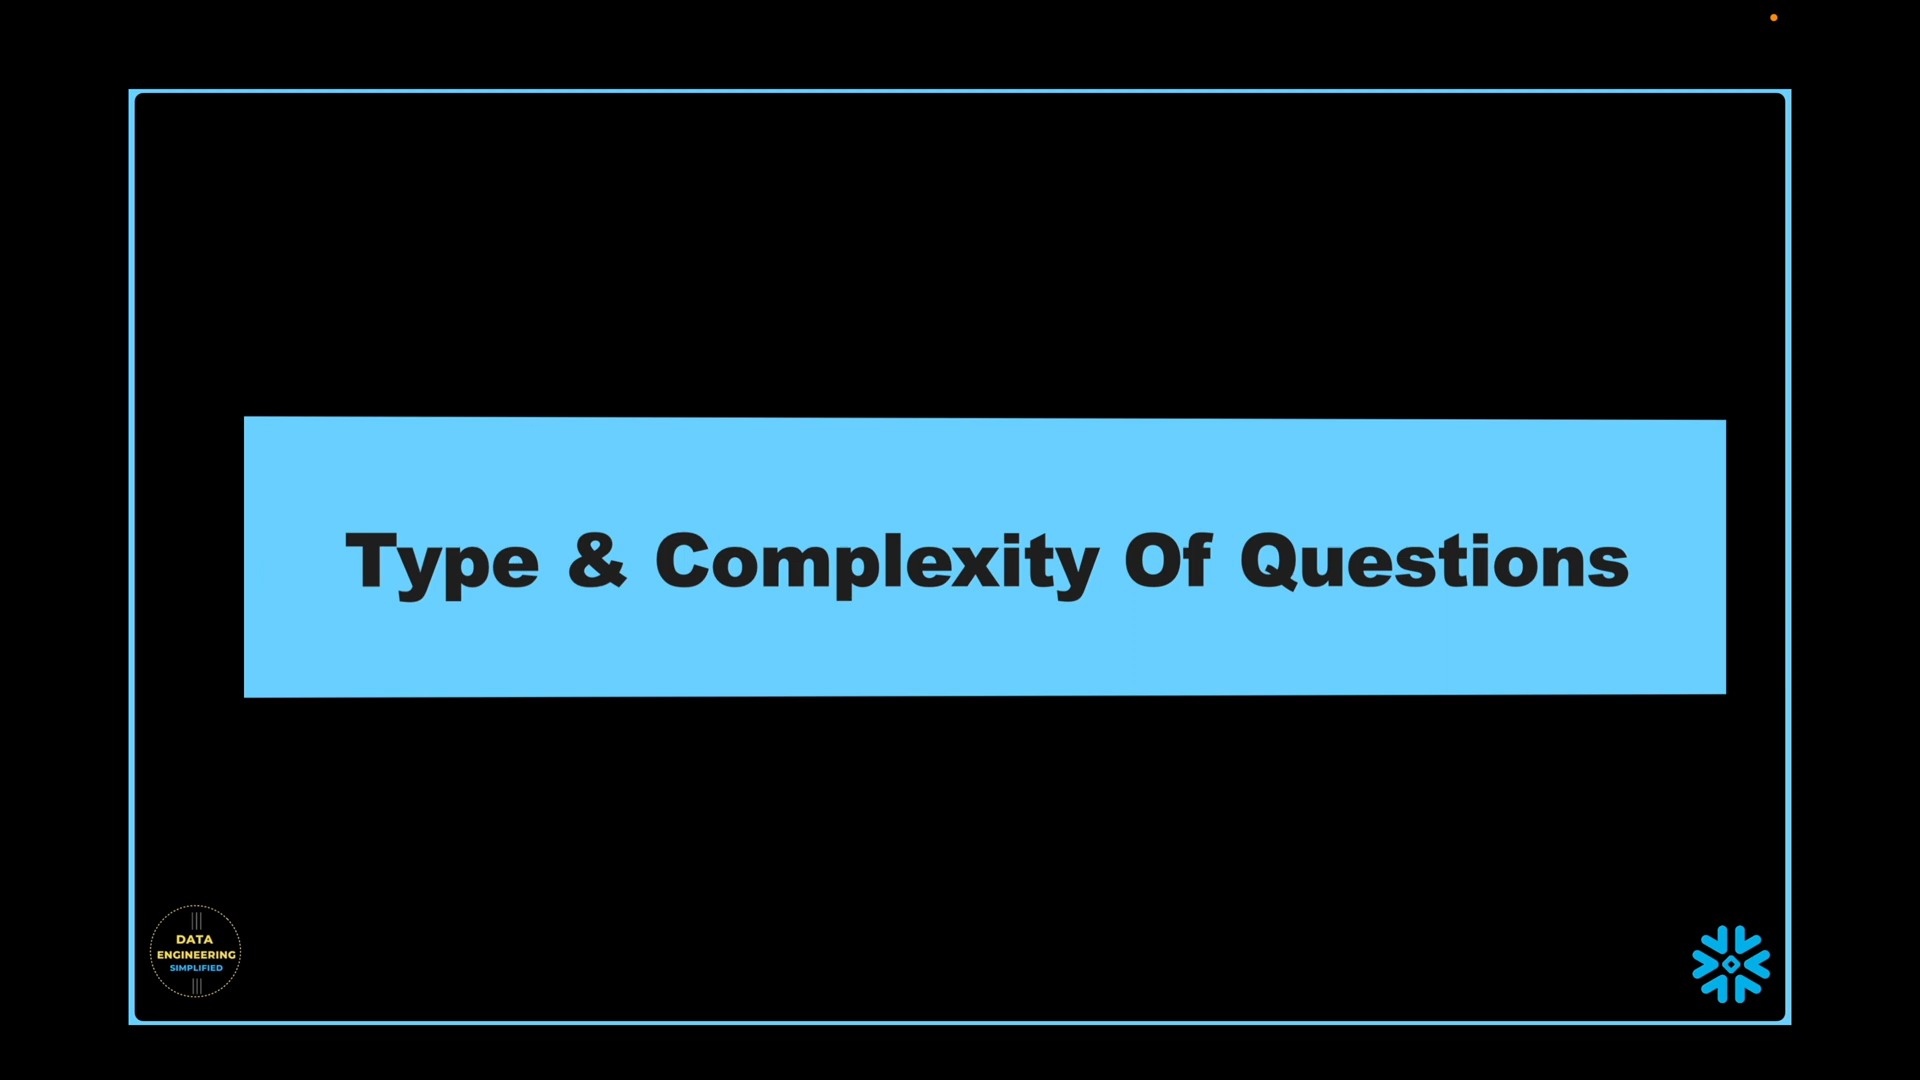 Type & Complexity Of Questions
DATA
ENGINEERING
SIMPLIFIED